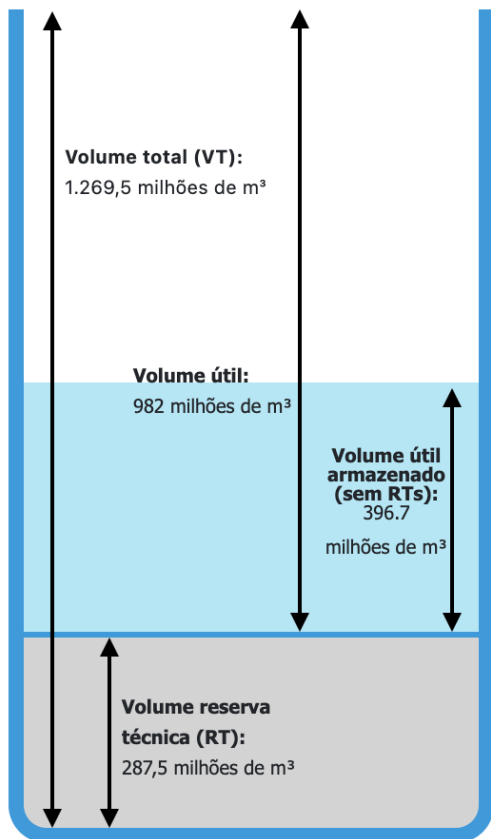 Volume total (VT):
1.269,5 milhões de m³
Volume útil:
982 milhões de m³
Volume útil
armazenado
(sem RTs):
396.7
milhões de m³
Volume reserva
técnica (RT):
287,5 milhões de m³